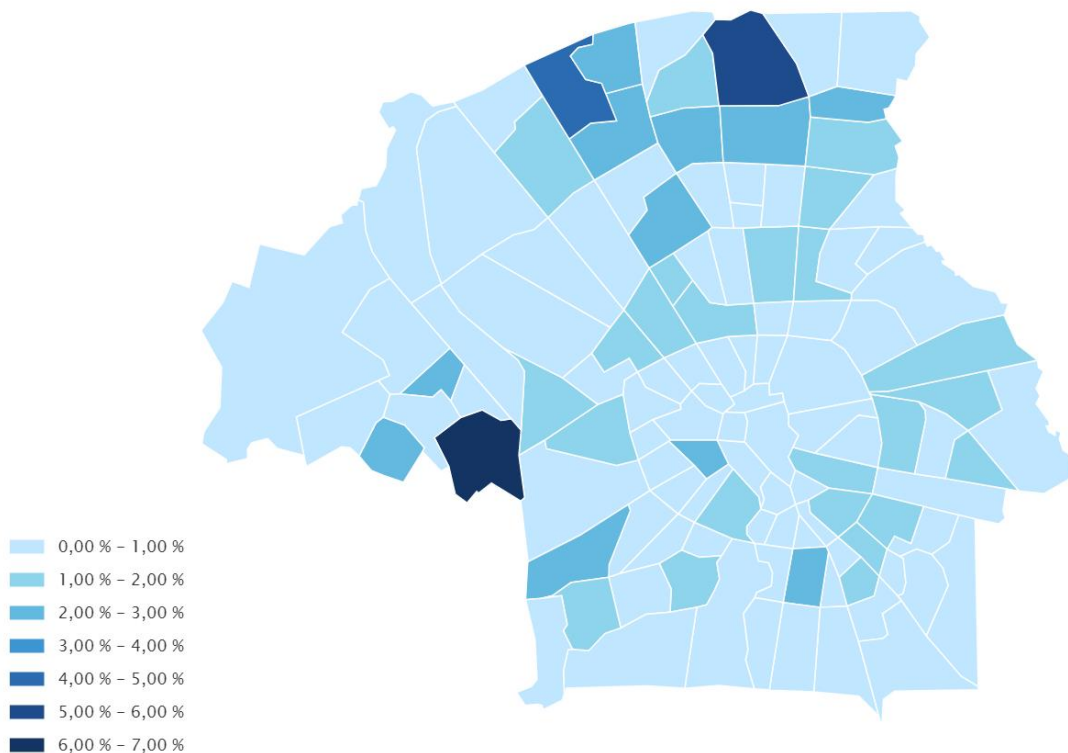 0,00 % – 1,00 %
1,00 % – 2,00 %
2,00 % – 3,00 %
3,00 % – 4,00 %
4,00 % – 5,00 %
5,00 % – 6,00 %
6,00 % – 7,00 %